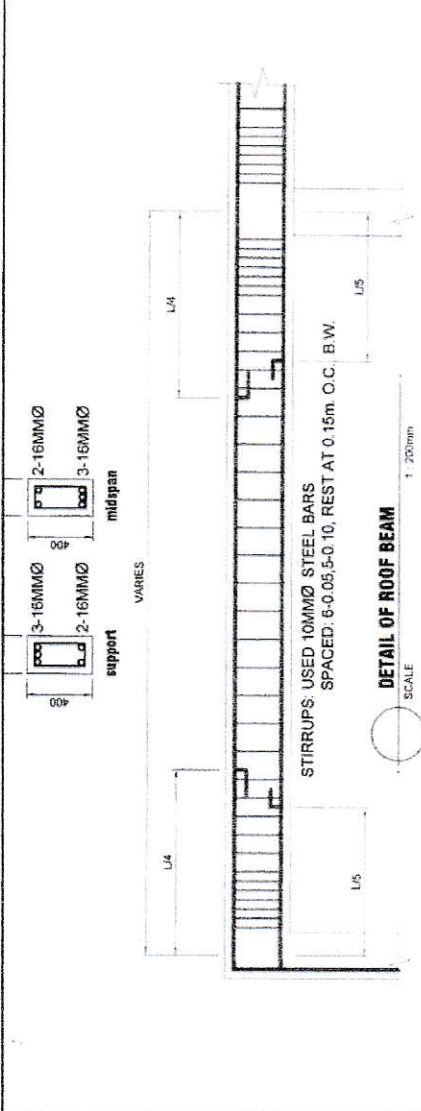 3-16MMØ
2-16MMØ
400
support
2-16MMØ
3-16MMØ
400
midspan
VARIES
L/4
L/4
L/5
L/5
STIRRUPS: USED 10MMØ STEEL BARS
SPACED: 6-0.05,5-0.10, REST AT 0.15m. O.C., B.W.
DETAIL OF ROOF BEAM
SCALE
1 : 200mm